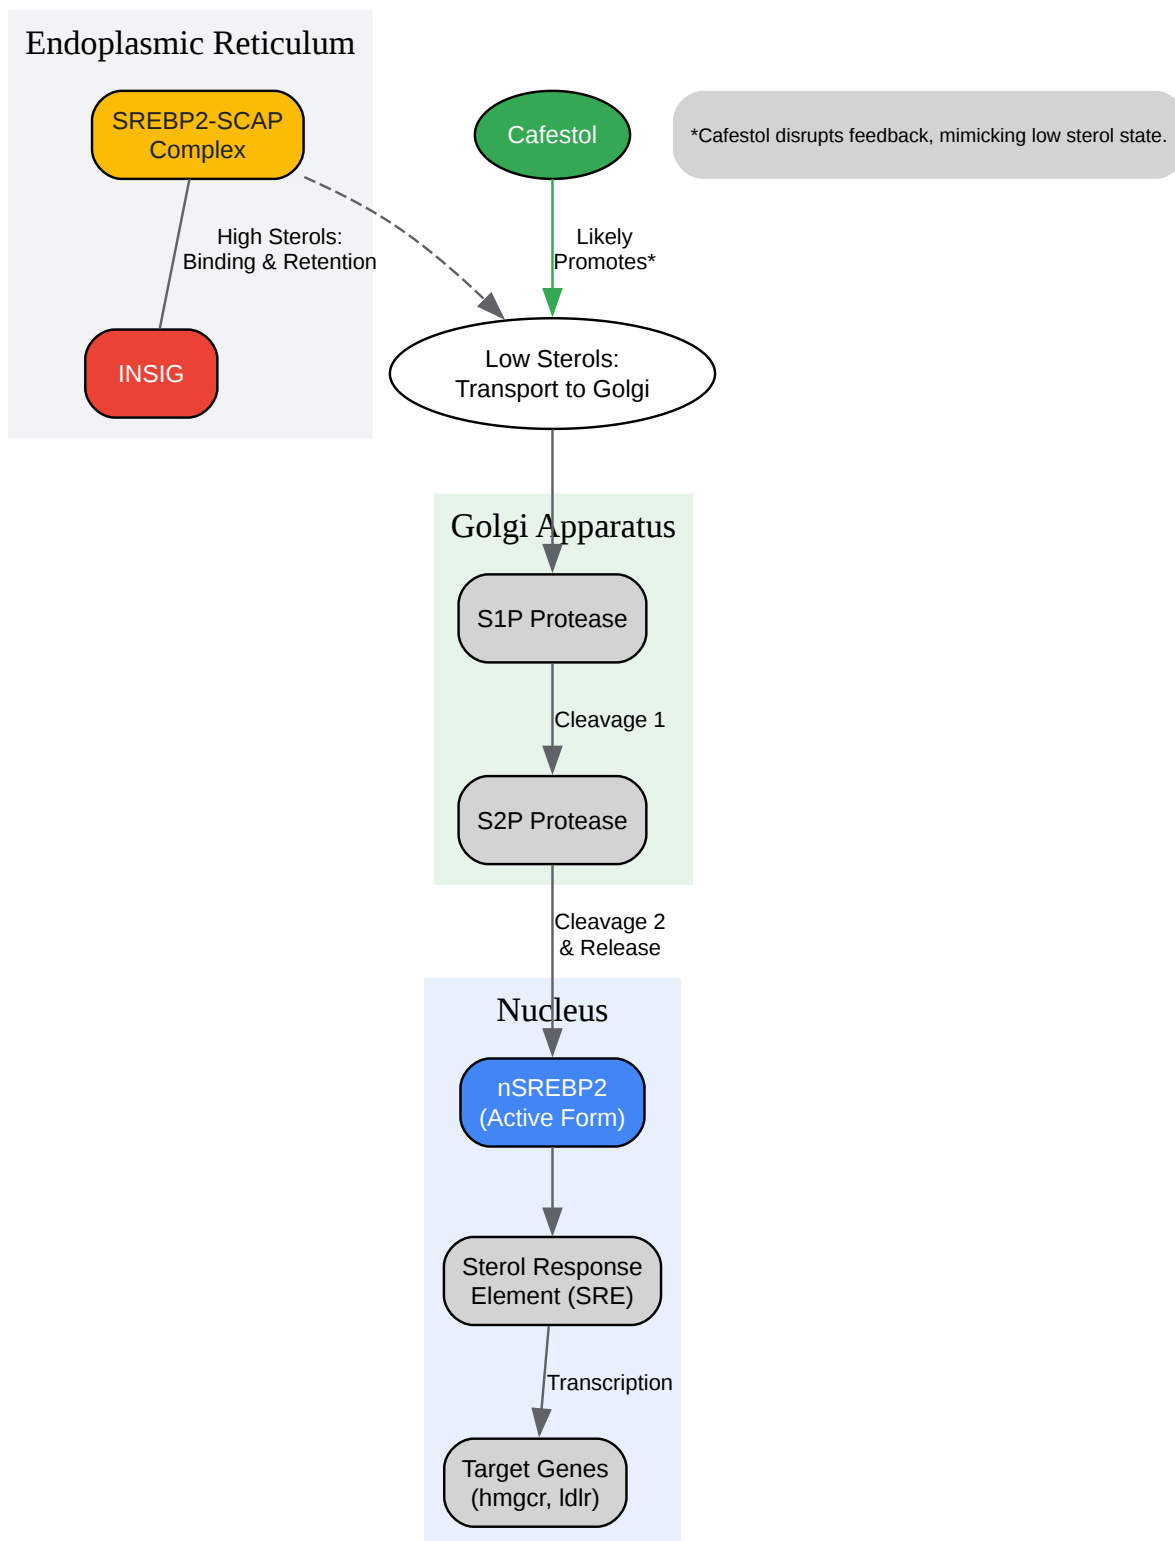 Endoplasmic Reticulum
SREBP2-SCAP
Complex
Cafestol
*Cafestol disrupts feedback, mimicking low sterol state.
High Sterols:
Binding & Retention
Likely
Promotes*
INSIG
Low Sterols:
Transport to Golgi
Golgi Apparatus
S1P Protease
Cleavage 1
S2P Protease
Cleavage 2
& Release
Nucleus
nSREBP2
(Active Form)
Sterol Response
Element (SRE)
Transcription
Target Genes
(hmgcr, ldlr)